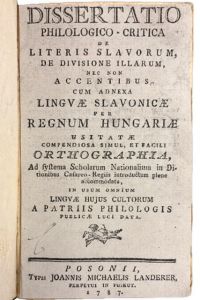 DISSERTATIO
PHILOLOGICO-CRITICA
DE
LITERIS SLAVORUM,
DE DIVISIONE ILLARUM,
NEC NON
ACCENTIBUS
CUM ADNEXA
LINGVÆ SLAVONICÆ
PER
REGNUM HUNGARIÆ
USITATÆ
COMPENDIOSA SIMUL, ET FACILI
ORTHOGRAPHIA,
Ad systema Scholarum Nationalium in Di-
tionibus Cæsareo-Regiis introductum plene
accommodata,
IN USUM OMNIUM
LINGVÆ HUJUS CULTORUM
A PATRIIS PHILOLOGIS
PUBLICÆ LUCI DATA.
POSONII,
Typis JOANNIS MICHAELIS LANDERER,
PERPETUI IN FÜSKUT.
1787.